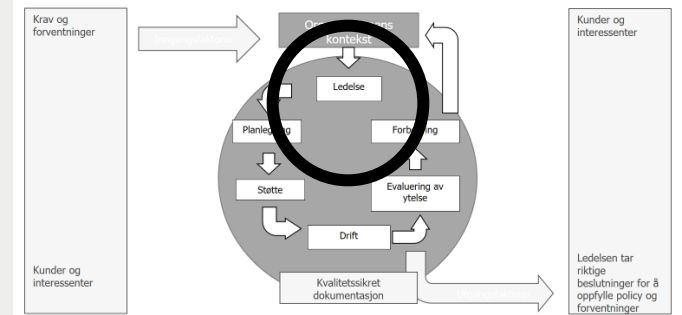 Krav og
forventninger
kontekst
Ledelse
Støtte
Drift
Evaluering av
ytelse
Kvalitetssikret
dokumentasjon
Kunder og
interessenter
Kunder og
interessenter
Ledelsen tar
riktige
beslutninger for å
oppfylle policy og
forventninger